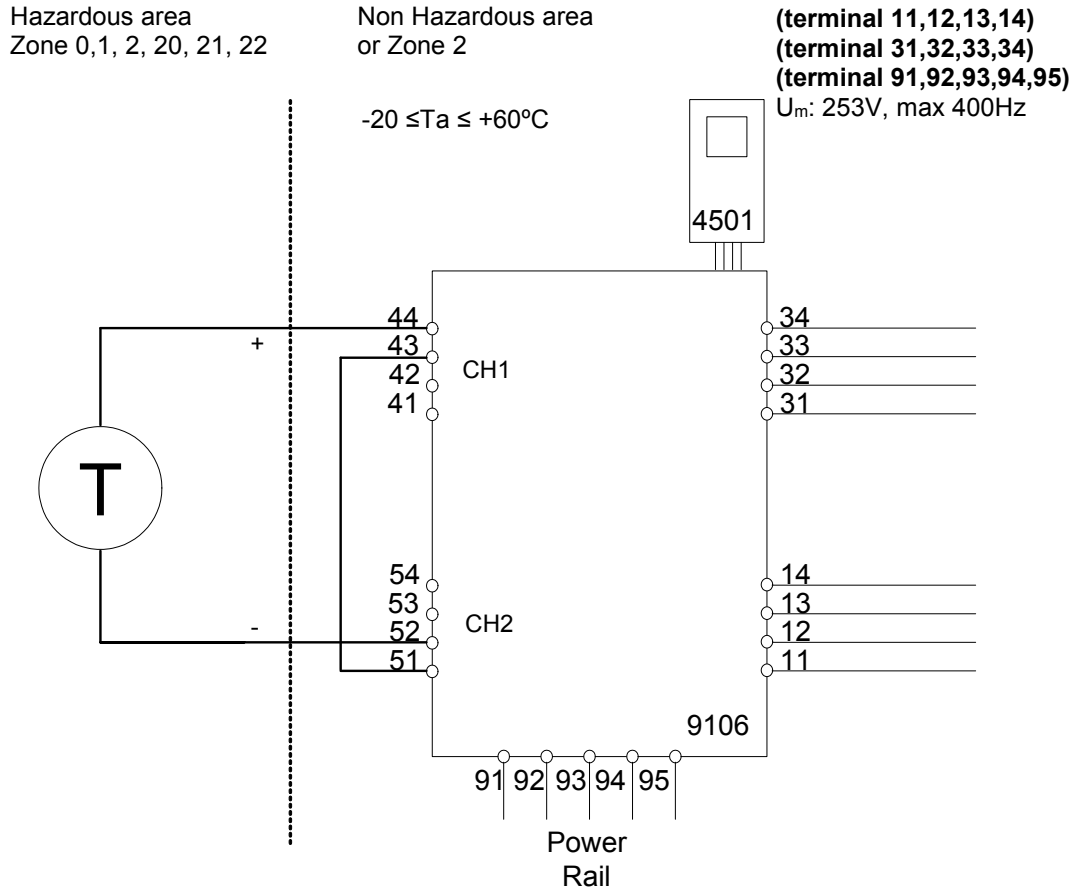 Hazardous area
Zone 0,1, 2, 20, 21, 22
Non Hazardous area
or Zone 2
-20 ≤Ta ≤ +60ºC
(terminal 11,12,13,14)
(terminal 31,32,33,34)
(terminal 91,92,93,94,95)
Um: 253V, max 400Hz
4501
44
43
42
41
CH1
+
T
-
54
53
52
51
CH2
34
33
32
31
14
13
12
11
9106
91
92
93
94
95
Power
Rail